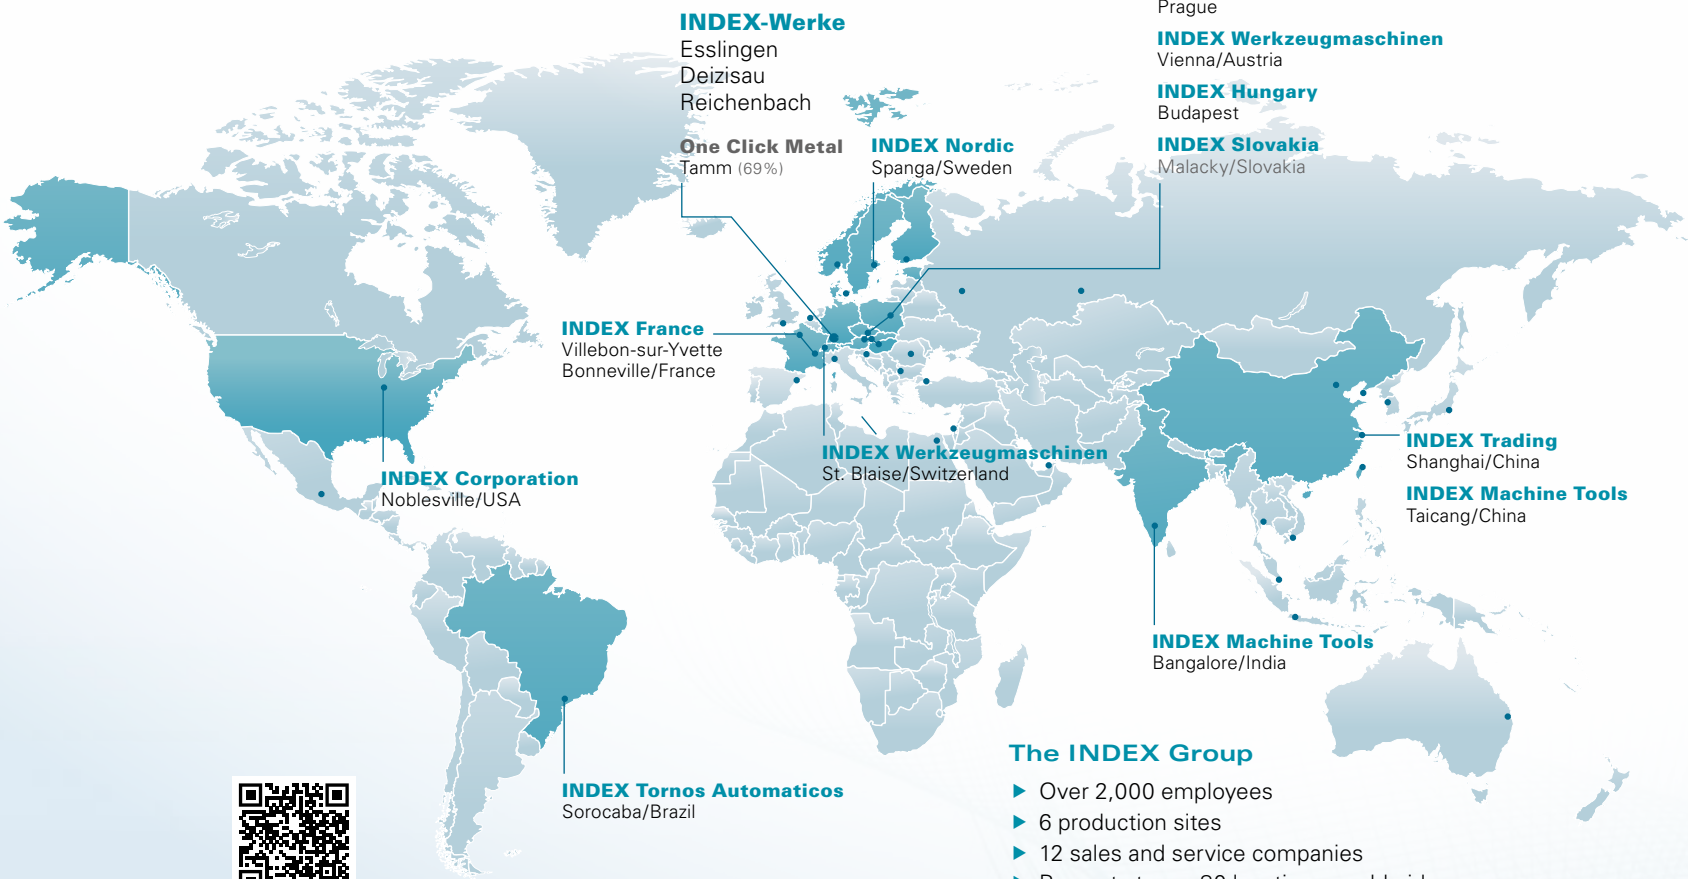 INDEX-Werke
Esslingen
Deizisau
Reichenbach
One Click Metal
Tamm (69%)
INDEX Nordic
Spanga/Sweden
Prague
INDEX Werkzeugmaschinen
Vienna/Austria
INDEX Hungary
Budapest
INDEX Slovakia
Malacky/Slovakia
INDEX France
Villebon-sur-Yvette
Bonneville/France
INDEX Corporation
Noblesville/USA
INDEX Werkzeugmaschinen
St. Blaise/Switzerland
INDEX Trading
Shanghai/China
INDEX Machine Tools
Taicang/China
INDEX Machine Tools
Bangalore/India
INDEX Tornos Automaticos
Sorocaba/Brazil
The INDEX Group
Over 2,000 employees
6 production sites
12 sales and service companies